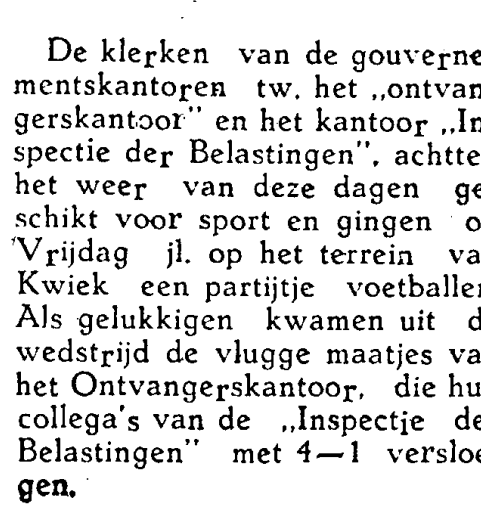 De klerken van de gouverne
mentskantoren tw. het „ontvan
gerskantoor" en het kantoor „In
spectie der Belastingen", achtte
het weer van deze dagen ge
schikt voor sport en gingen o
Vrijdag jl. op het terrein va
Kwiek een partijtje voetballen
Als gelukkigen kwamen uit d
wedstrijd de vlugge maatjes va
het Ontvangerskantoor, die hu
collega's van de „Inspectie de
Belastingen" met 4—1 versloe
gen.